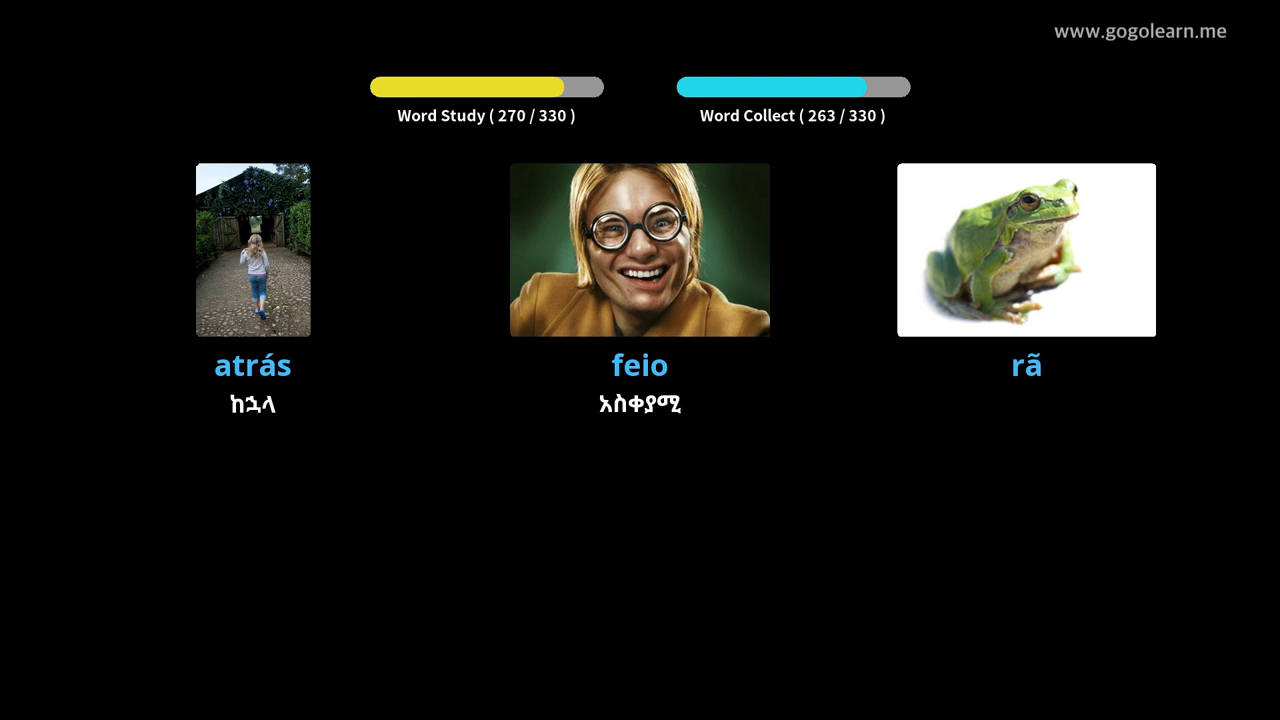 www.gogolearn.me
Word Study ( 270 / 330 )
Word Collect ( 263 / 330 )
atrás
feio
rã
ከኋላ
አስቀያሚ